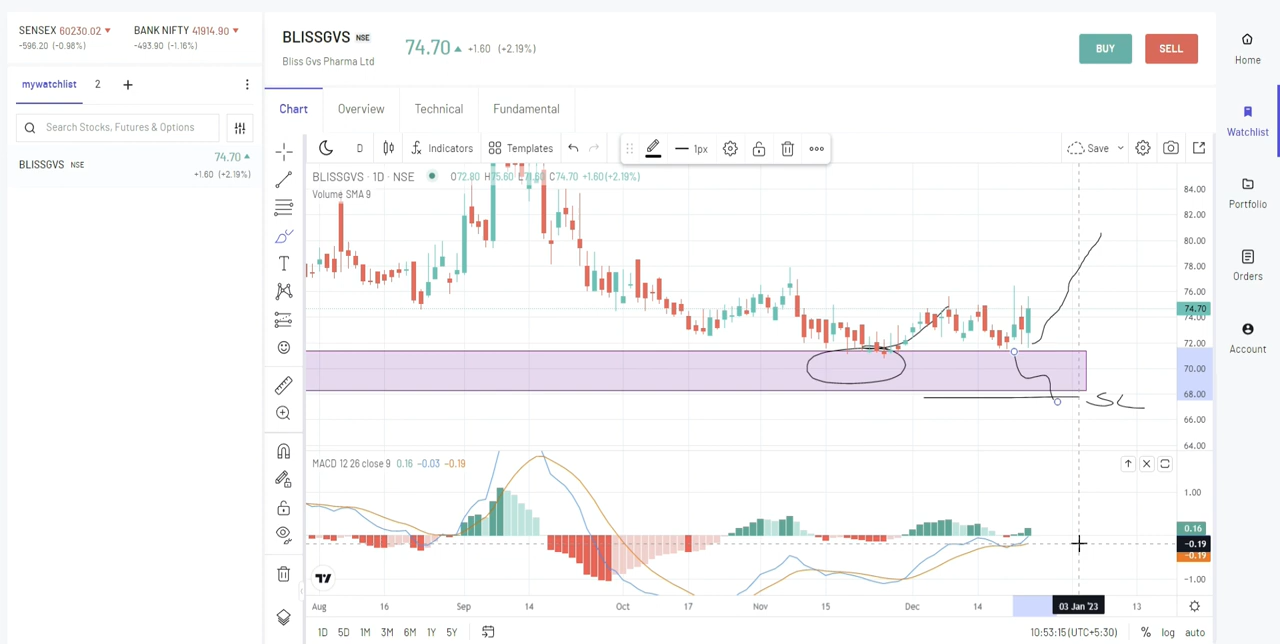 SENSEX 60230.02
-596.20 (-0.98%)
BANK NIFTY 41914.90
-493.90 (-1.16%)
mywatchlist
2
Search Stocks, Futures & Options
BLISSGVS NSE
74.70
+1.60 (+2.19%)
BLISSGVS NSE
Bliss Gvs Pharma Ltd
74.70 +1.60 (+2.19%)
BUY
SELL
Chart
Overview
Technical
Fundamental
D
Indicators
Templates
1px
Save
BLISSGVS · 1D · NSE
O72.80 H75.60 L71.60 C74.70 +1.60 (+2.19%)
Volume SMA 9
84.00
82.00
80.00
78.00
76.00
74.70
74.00
72.00
70.00
68.00
66.00
64.00
SL
MACD 12 26 close 9 0.16 -0.03 -0.19
1.00
0.16
-0.19
-0.19
-1.00
Aug
16
Sep
14
Oct
17
Nov
15
Dec
14
03 Jan '23
13
1D
5D
1M
3M
6M
1Y
5Y
10:53:15 (UTC+5:30)
%
log
auto
Home
Watchlist
Portfolio
Orders
Account